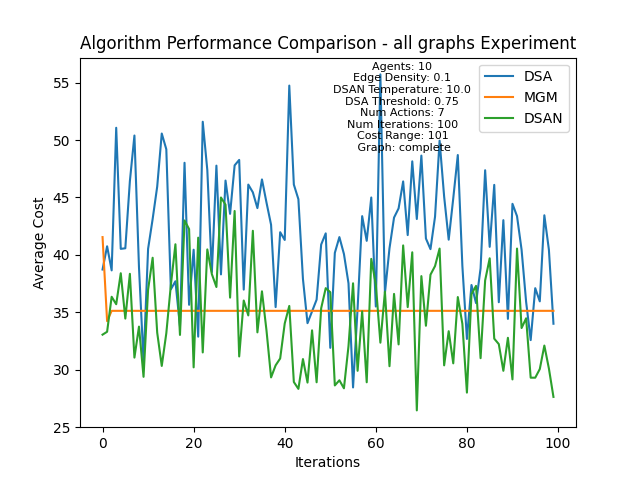 Algorithm Performance Comparison - all graphs Experiment
Agents: 10
Edge Density: 0.1
DSAN Temperature: 10.0
DSA Threshold: 0.75
Num Actions: 7
Num Iterations: 100
Cost Range: 101
Graph: complete
DSA
MGM
DSAN
Average Cost
55
50
45
40
35
30
25
0
20
40
60
80
100
Iterations